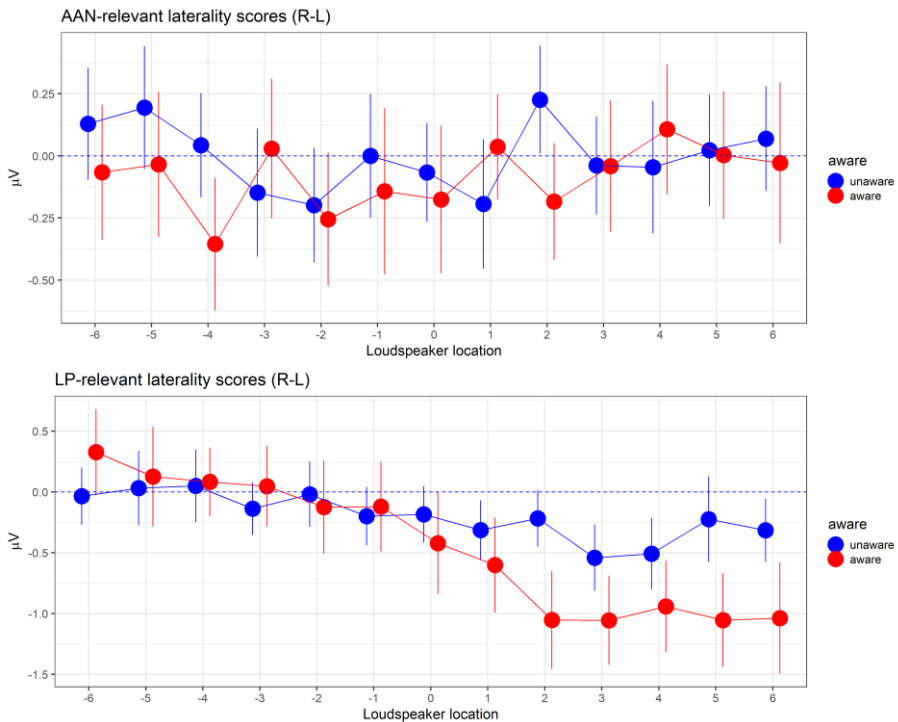 AAN-relevant laterality scores (R-L)
0.25
0.00
-0.25
-0.50
μV
-6 -5 -4 -3 -2 -1 0 1 2 3 4 5 6
Loudspeaker location
aware
unaware
aware
LP-relevant laterality scores (R-L)
0.5
0.0
-0.5
-1.0
-1.5
μV
-6 -5 -4 -3 -2 -1 0 1 2 3 4 5 6
Loudspeaker location
aware
unaware
aware